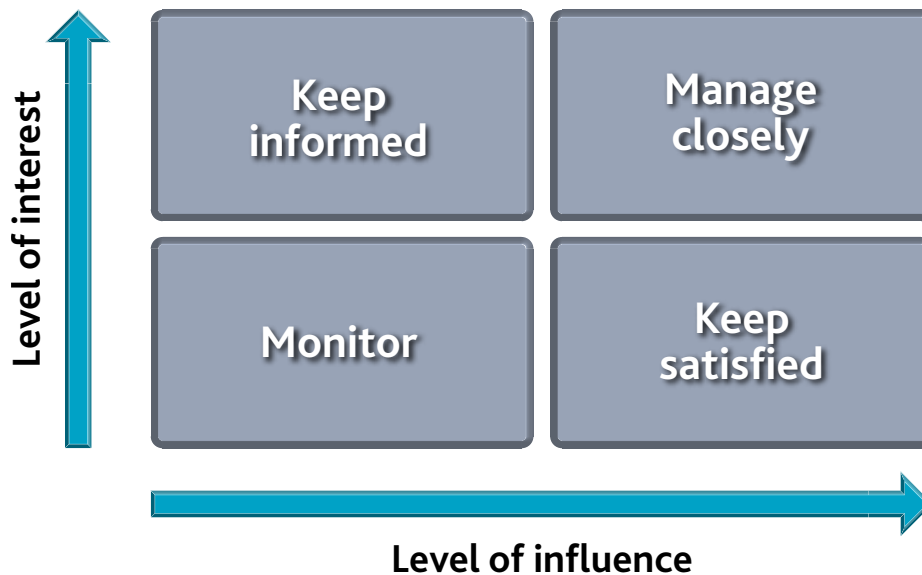 Level of interest
Keep
informed
Manage
closely
Monitor
Keep
satisfied
Level of influence